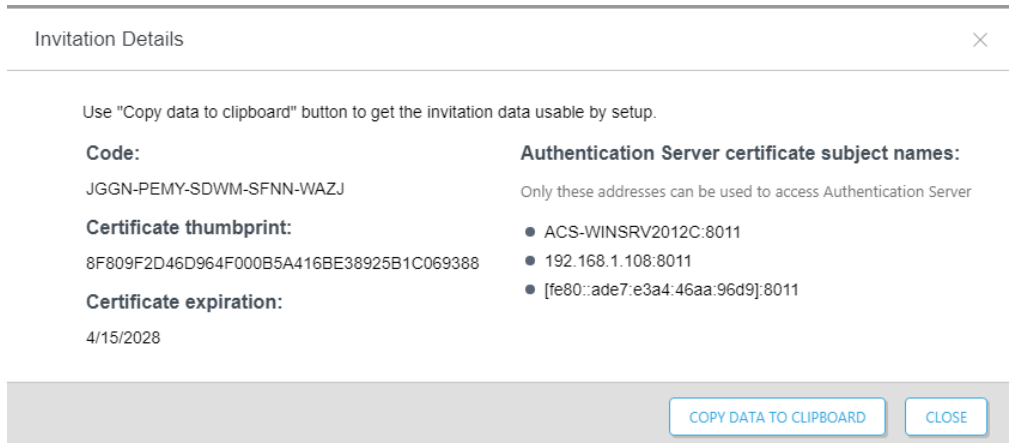 Invitation Details
Use "Copy data to clipboard" button to get the invitation data usable by setup.
Code:
JGGN-PEMY-SDWM-SFNN-WAZJ
Certificate thumbprint:
8F809F2D46D964F000B5A416BE38925B1C069388
Certificate expiration:
4/15/2028
Authentication Server certificate subject names:
Only these addresses can be used to access Authentication Server
ACS-WINSRV2012C:8011
192.168.1.108:8011
[fe80::ade7:e3a4:46aa:96d9]:8011
COPY DATA TO CLIPBOARD
CLOSE